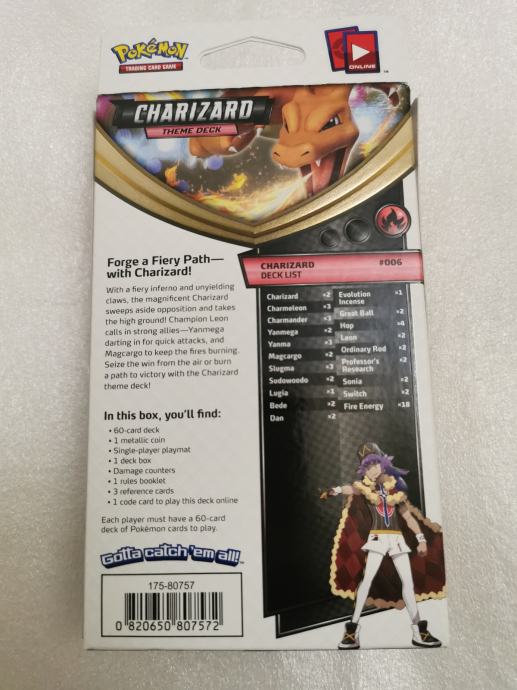 POKéMON
TRADING CARD GAME
ONLINE
CHARIZARD
THEME DECK
Forge a Fiery Path—
with Charizard!
With a fiery inferno and unyielding
claws, the magnificent Charizard
sweeps aside opposition and takes
the high ground! Champion Leon
calls in strong allies—Yanmega
darting in for quick attacks, and
Magcargo to keep the fires burning.
Seize the win from the air or burn
a path to victory with the Charizard
theme deck!
In this box, you'll find:
• 60-card deck
• 1 metallic coin
• Single-player playmat
• 1 deck box
• Damage counters
• 1 rules booklet
• 3 reference cards
• 1 code card to play this deck online
Each player must have a 60-card
deck of Pokémon cards to play.
Gotta catch 'em all!™
175-80757
0 820650 807572
CHARIZARD #006
DECK LIST
Charizard ×2
Charmeleon ×3
Charmander ×3
Yanmega ×2
Yanma ×3
Magcargo ×2
Slugma ×3
Sudowoodo ×2
Lugia ×1
Bede ×2
Dan ×2
Evolution ×1
Incense
Great Ball ×2
Hop ×4
Leon ×2
Ordinary Rod ×2
Professor's ×2
Research
Sonia ×2
Switch ×2
Fire Energy ×18